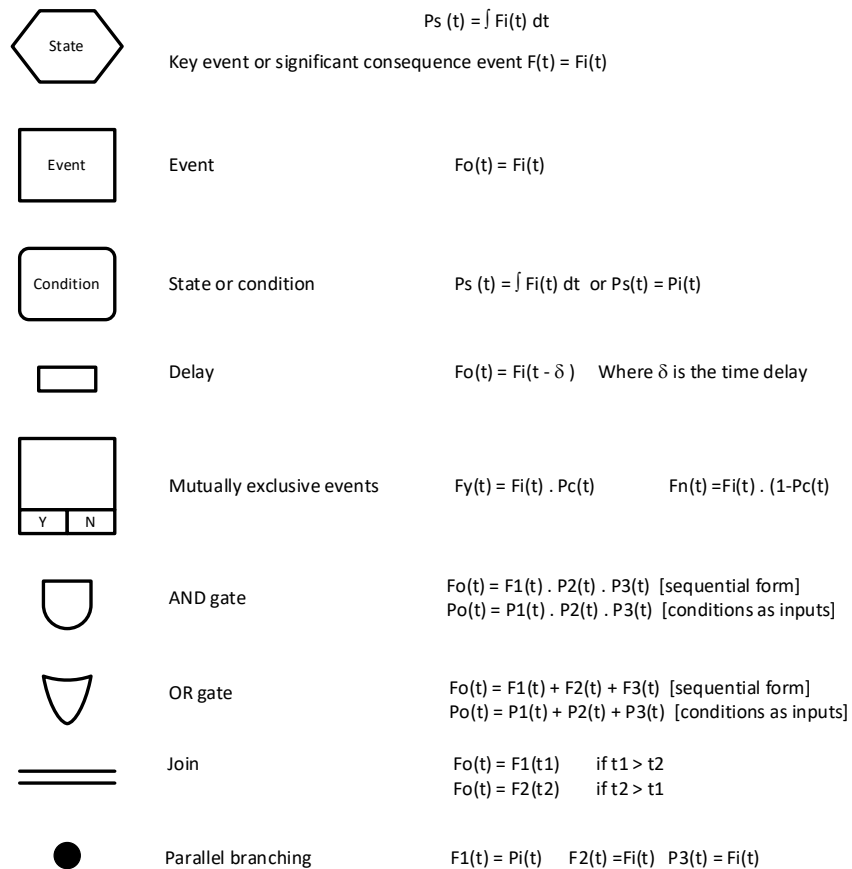 Ps (t) = ∫ Fi(t) dt
State
Key event or significant consequence event F(t) = Fi(t)
Event Event Fo(t) = Fi(t)
Condition State or condition Ps (t) = ∫ Fi(t) dt or Ps(t) = Pi(t)
Delay Fo(t) = Fi(t - δ ) Where δ is the time delay
Mutually exclusive events Fy(t) = Fi(t) . Pc(t) Fn(t) =Fi(t) . (1-Pc(t)
Y N
Fo(t) = F1(t) . P2(t) . P3(t) [sequential form]
AND gate
Po(t) = P1(t) . P2(t) . P3(t) [conditions as inputs]
Fo(t) = F1(t) + F2(t) + F3(t) [sequential form]
OR gate
Po(t) = P1(t) + P2(t) + P3(t) [conditions as inputs]
Join Fo(t) = F1(t1) if t1 > t2
Fo(t) = F2(t2) if t2 > t1
Parallel branching F1(t) = Pi(t) F2(t) =Fi(t) P3(t) = Fi(t)